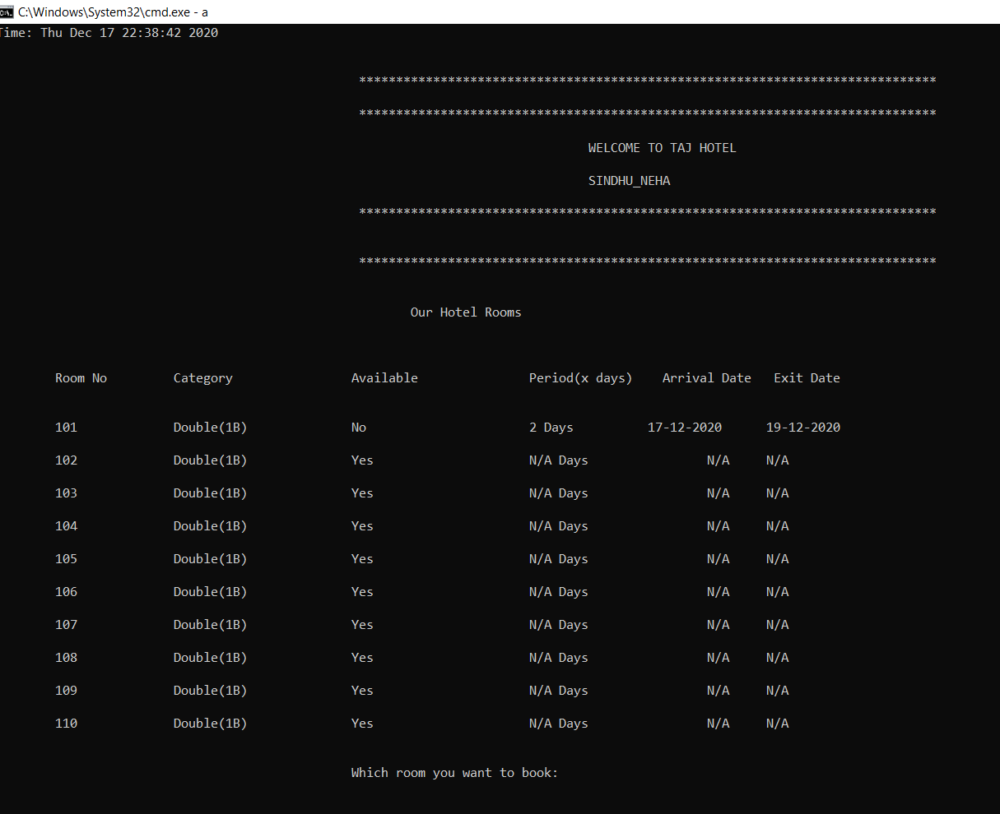 C:\Windows\System32\cmd.exe - a
Time: Thu Dec 17 22:38:42 2020
******************************************************************************
******************************************************************************
WELCOME TO TAJ HOTEL
SINDHU_NEHA
******************************************************************************
******************************************************************************
Our Hotel Rooms
Room No Category Available Period(x days) Arrival Date Exit Date
101 Double(1B) No 2 Days 17-12-2020 19-12-2020
102 Double(1B) Yes N/A Days N/A N/A
103 Double(1B) Yes N/A Days N/A N/A
104 Double(1B) Yes N/A Days N/A N/A
105 Double(1B) Yes N/A Days N/A N/A
106 Double(1B) Yes N/A Days N/A N/A
107 Double(1B) Yes N/A Days N/A N/A
108 Double(1B) Yes N/A Days N/A N/A
109 Double(1B) Yes N/A Days N/A N/A
110 Double(1B) Yes N/A Days N/A N/A
Which room you want to book: